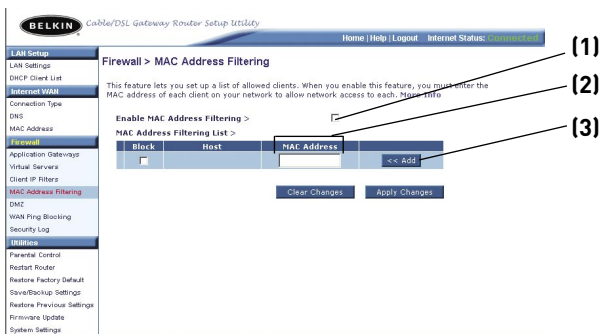 BELKIN Cable/DSL Gateway Router Setup Utility
Home | Help | Logout Internet Status: Connected
LAN Setup
LAN Settings
DHCP Client List
Internet WAN
Connection Type
DNS
MAC Address
Firewall
Application Gateways
Virtual Servers
Client IP Filters
MAC Address Filtering
DMZ
WAN Ping Blocking
Security Log
Utilities
Parental Control
Restart Router
Restore Factory Default
Save/Backup Settings
Restore Previous Settings
Firmware Update
System Settings
Firewall > MAC Address Filtering
This feature lets you set up a list of allowed clients. When you enable this feature, you must enter the
MAC address of each client on your network to allow network access to each. More Info
Enable MAC Address Filtering >
MAC Address Filtering List >
Block Host MAC Address
<< Add
Clear Changes Apply Changes
(1)
(2)
(3)